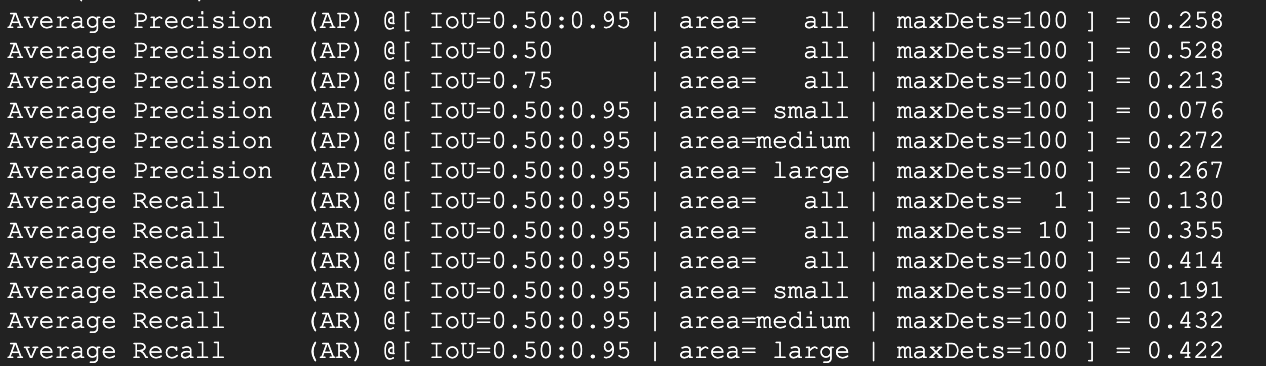 Average Precision  (AP) @[ IoU=0.50:0.95 | area=   all | maxDets=100 ] = 0.258
Average Precision  (AP) @[ IoU=0.50      | area=   all | maxDets=100 ] = 0.528
Average Precision  (AP) @[ IoU=0.75      | area=   all | maxDets=100 ] = 0.213
Average Precision  (AP) @[ IoU=0.50:0.95 | area= small | maxDets=100 ] = 0.076
Average Precision  (AP) @[ IoU=0.50:0.95 | area=medium | maxDets=100 ] = 0.272
Average Precision  (AP) @[ IoU=0.50:0.95 | area= large | maxDets=100 ] = 0.267
Average Recall     (AR) @[ IoU=0.50:0.95 | area=   all | maxDets=  1 ] = 0.130
Average Recall     (AR) @[ IoU=0.50:0.95 | area=   all | maxDets= 10 ] = 0.355
Average Recall     (AR) @[ IoU=0.50:0.95 | area=   all | maxDets=100 ] = 0.414
Average Recall     (AR) @[ IoU=0.50:0.95 | area= small | maxDets=100 ] = 0.191
Average Recall     (AR) @[ IoU=0.50:0.95 | area=medium | maxDets=100 ] = 0.432
Average Recall     (AR) @[ IoU=0.50:0.95 | area= large | maxDets=100 ] = 0.422